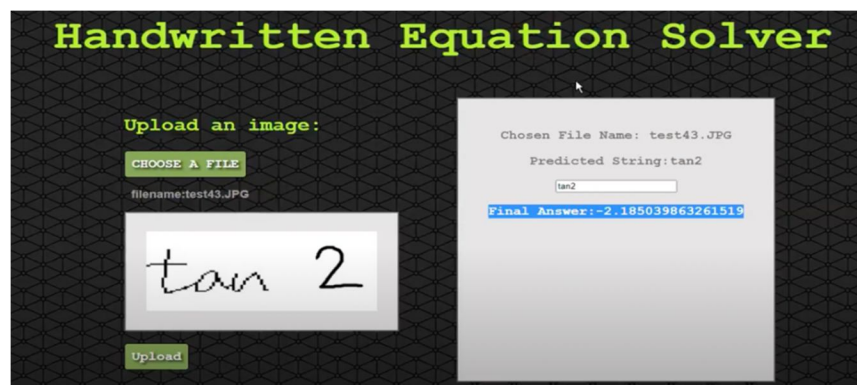 Handwritten Equation Solver
Upload an image:
CHOOSE A FILE
filename:test43.JPG
tan 2
Upload
Chosen File Name: test43.JPG
Predicted String:tan2
tan2
Final Answer:-2.185039863261519